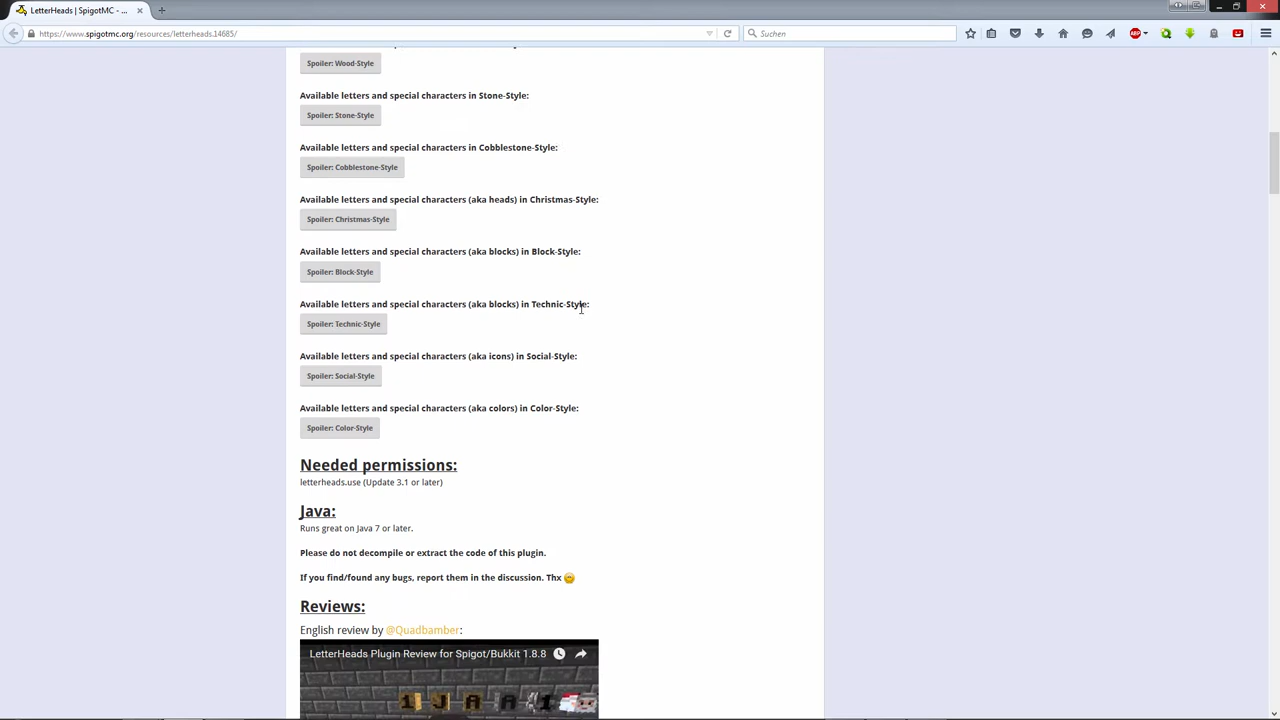 LetterHeads | SpigotMC - ...
https://www.spigotmc.org/resources/letterheads.14685/
Suchen
ABP
Spoiler: Wood-Style
Available letters and special characters in Stone-Style:
Spoiler: Stone-Style
Available letters and special characters in Cobblestone-Style:
Spoiler: Cobblestone-Style
Available letters and special characters (aka heads) in Christmas-Style:
Spoiler: Christmas-Style
Available letters and special characters (aka blocks) in Block-Style:
Spoiler: Block-Style
Available letters and special characters (aka blocks) in Technic-Style:
Spoiler: Technic-Style
Available letters and special characters (aka icons) in Social-Style:
Spoiler: Social-Style
Available letters and special characters (aka colors) in Color-Style:
Spoiler: Color-Style
Needed permissions:
letterheads.use (Update 3.1 or later)
Java:
Runs great on Java 7 or later.
Please do not decompile or extract the code of this plugin.
If you find/found any bugs, report them in the discussion. Thx
Reviews:
English review by @Quadbamber:
LetterHeads Plugin Review for Spigot/Bukkit 1.8.8
1 J A A 1